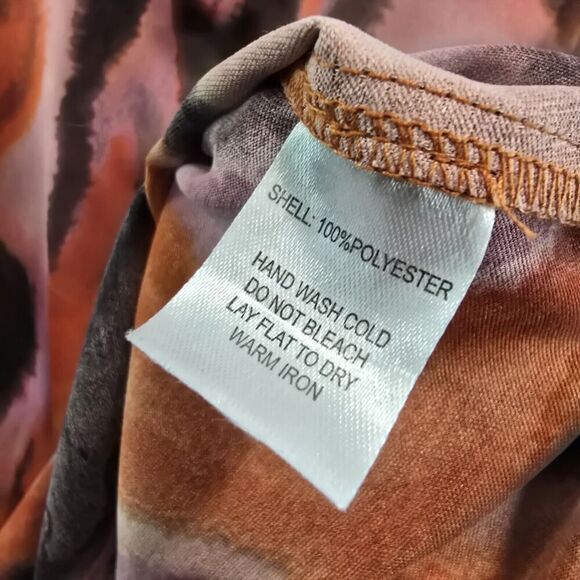 SHELL: 100%POLYESTER
HAND WASH COLD
DO NOT BLEACH
LAY FLAT TO DRY
WARM IRON